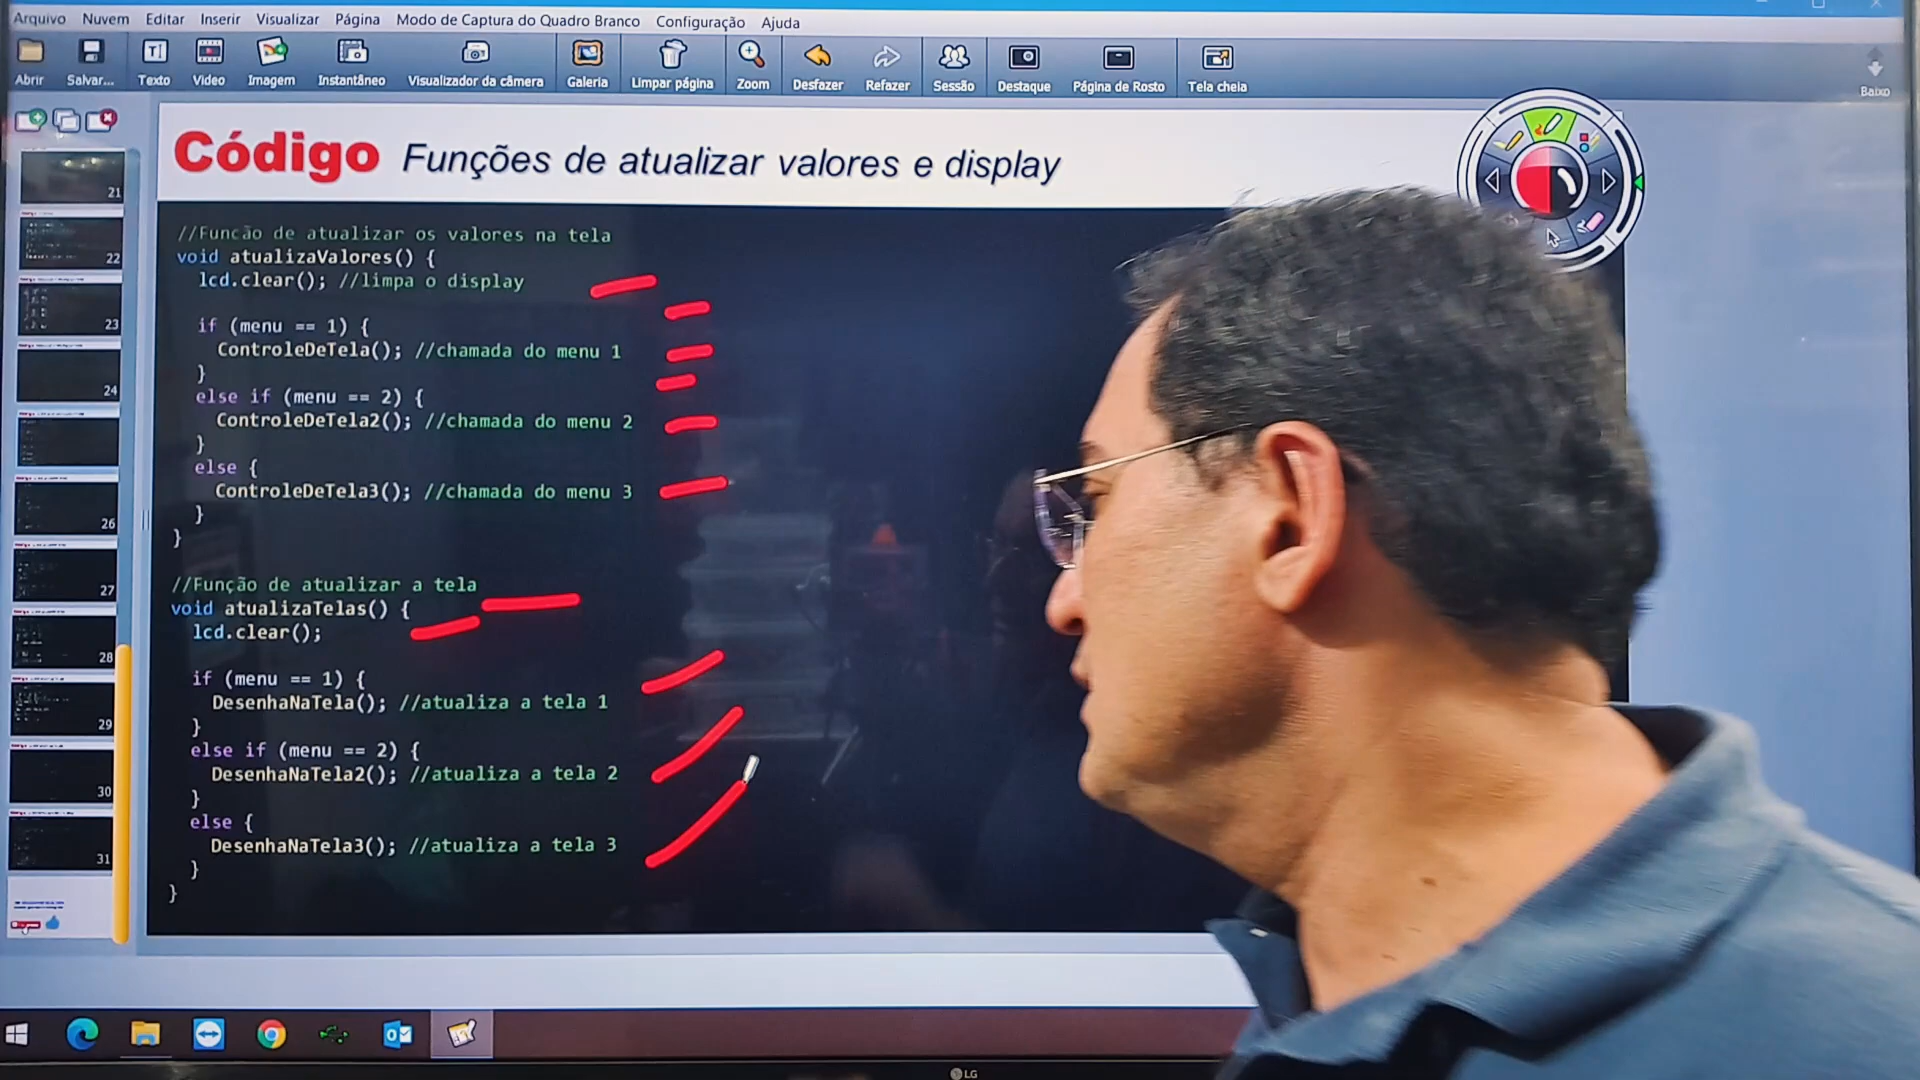 Arquivo Nuvem Editar Inserir Visualizar Página Modo de Captura do Quadro Branco Configuração Ajuda
Abrir Salvar... Texto Video Imagem Instantâneo Visualizador da câmera Galeria Limpar página Zoom Desfazer Refazer Sessão Destaque Página de Rosto Tela cheia Baixo
Código Funções de atualizar valores e display
//Funcão de atualizar os valores na tela
void atualizaValores() {
lcd.clear(); //limpa o display
if (menu == 1) {
ControleDeTela(); //chamada do menu 1
}
else if (menu == 2) {
ControleDeTela2(); //chamada do menu 2
}
else {
ControleDeTela3(); //chamada do menu 3
}
}
//Função de atualizar a tela
void atualizaTelas() {
lcd.clear();
if (menu == 1) {
DesenhaNaTela(); //atualiza a tela 1
}
else if (menu == 2) {
DesenhaNaTela2(); //atualiza a tela 2
}
else {
DesenhaNaTela3(); //atualiza a tela 3
}
}
21
22
23
24
26
27
28
29
30
31
LG